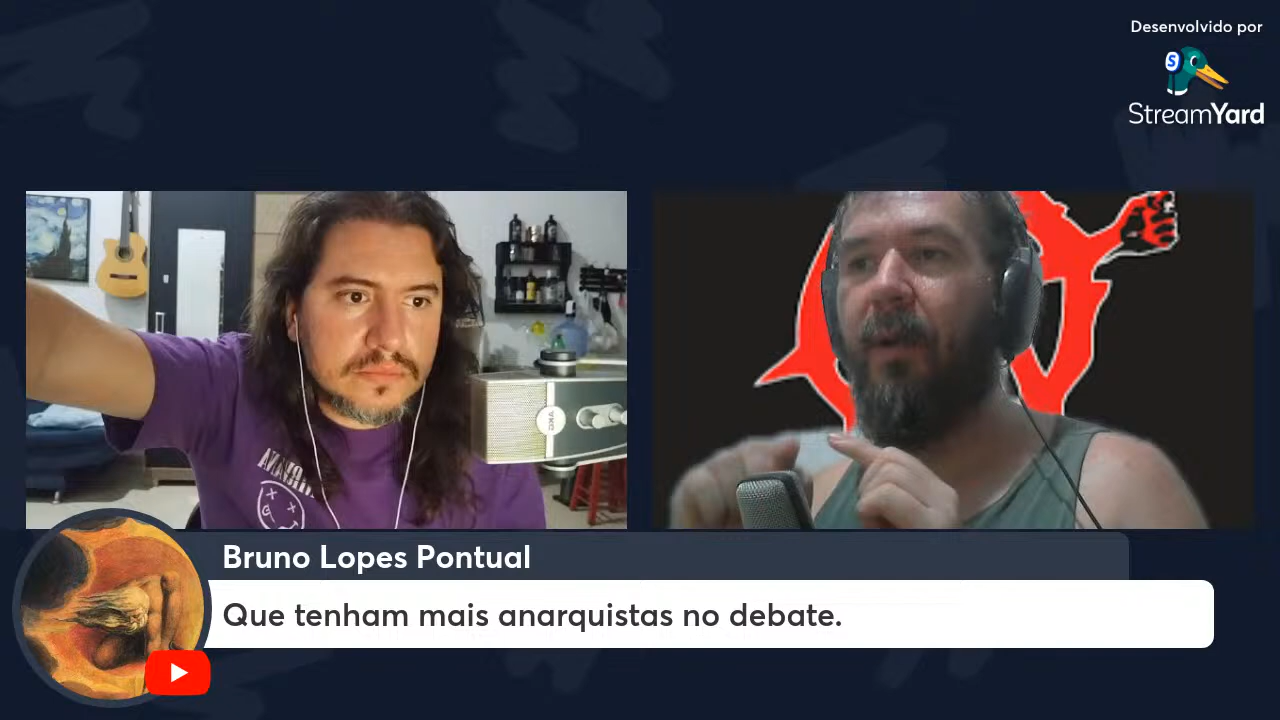 Desenvolvido por
StreamYard
Bruno Lopes Pontual
Que tenham mais anarquistas no debate.